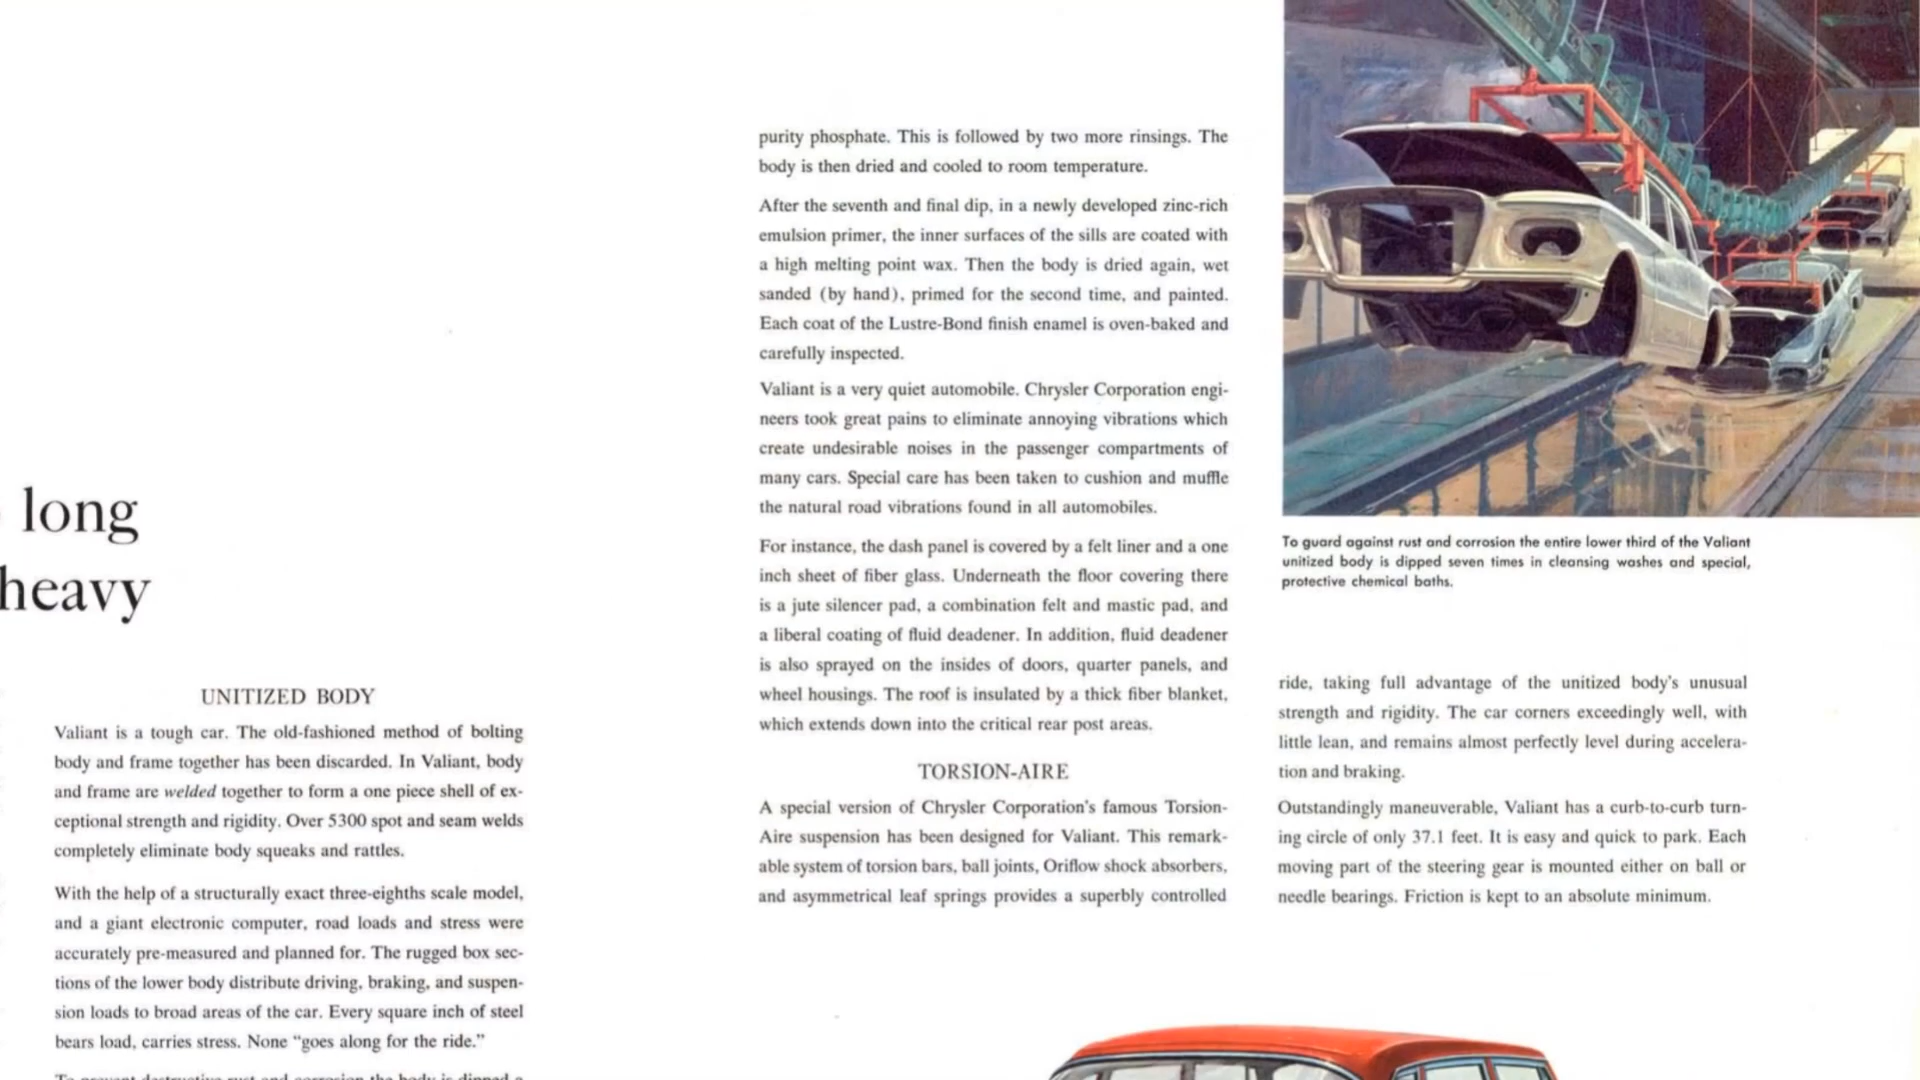 long
heavy
UNITIZED BODY
Valiant is a tough car. The old-fashioned method of bolting
body and frame together has been discarded. In Valiant, body
and frame are welded together to form a one piece shell of ex-
ceptional strength and rigidity. Over 5300 spot and seam welds
completely eliminate body squeaks and rattles.
With the help of a structurally exact three-eighths scale model,
and a giant electronic computer, road loads and stress were
accurately pre-measured and planned for. The rugged box sec-
tions of the lower body distribute driving, braking, and suspen-
sion loads to broad areas of the car. Every square inch of steel
bears load, carries stress. None “goes along for the ride.”
purity phosphate. This is followed by two more rinsings. The
body is then dried and cooled to room temperature.
After the seventh and final dip, in a newly developed zinc-rich
emulsion primer, the inner surfaces of the sills are coated with
a high melting point wax. Then the body is dried again, wet
sanded (by hand), primed for the second time, and painted.
Each coat of the Lustre-Bond finish enamel is oven-baked and
carefully inspected.
Valiant is a very quiet automobile. Chrysler Corporation engi-
neers took great pains to eliminate annoying vibrations which
create undesirable noises in the passenger compartments of
many cars. Special care has been taken to cushion and muffle
the natural road vibrations found in all automobiles.
For instance, the dash panel is covered by a felt liner and a one
inch sheet of fiber glass. Underneath the floor covering there
is a jute silencer pad, a combination felt and mastic pad, and
a liberal coating of fluid deadener. In addition, fluid deadener
is also sprayed on the insides of doors, quarter panels, and
wheel housings. The roof is insulated by a thick fiber blanket,
which extends down into the critical rear post areas.
TORSION-AIRE
A special version of Chrysler Corporation's famous Torsion-
Aire suspension has been designed for Valiant. This remark-
able system of torsion bars, ball joints, Oriflow shock absorbers,
and asymmetrical leaf springs provides a superbly controlled
To guard against rust and corrosion the entire lower third of the Valiant
unitized body is dipped seven times in cleansing washes and special,
protective chemical baths.
ride, taking full advantage of the unitized body's unusual
strength and rigidity. The car corners exceedingly well, with
little lean, and remains almost perfectly level during accelera-
tion and braking.
Outstandingly maneuverable, Valiant has a curb-to-curb turn-
ing circle of only 37.1 feet. It is easy and quick to park. Each
moving part of the steering gear is mounted either on ball or
needle bearings. Friction is kept to an absolute minimum.